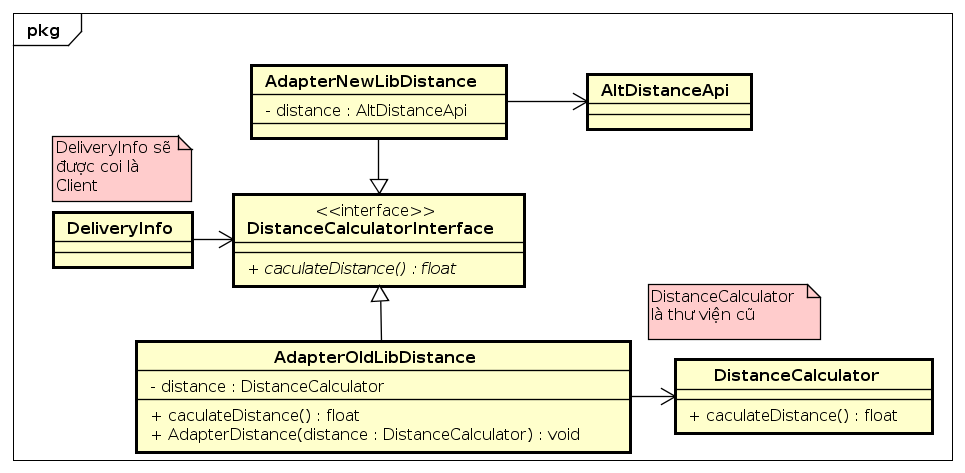 pkg
AdapterNewLibDistance
- distance : AltDistanceApi
AltDistanceApi
DeliveryInfo sẽ
được coi là
Client
DeliveryInfo
<<interface>>
DistanceCalculatorInterface
+ caculateDistance() : float
DistanceCalculator
là thư viện cũ
AdapterOldLibDistance
- distance : DistanceCalculator
+ caculateDistance() : float
+ AdapterDistance(distance : DistanceCalculator) : void
DistanceCalculator
+ caculateDistance() : float